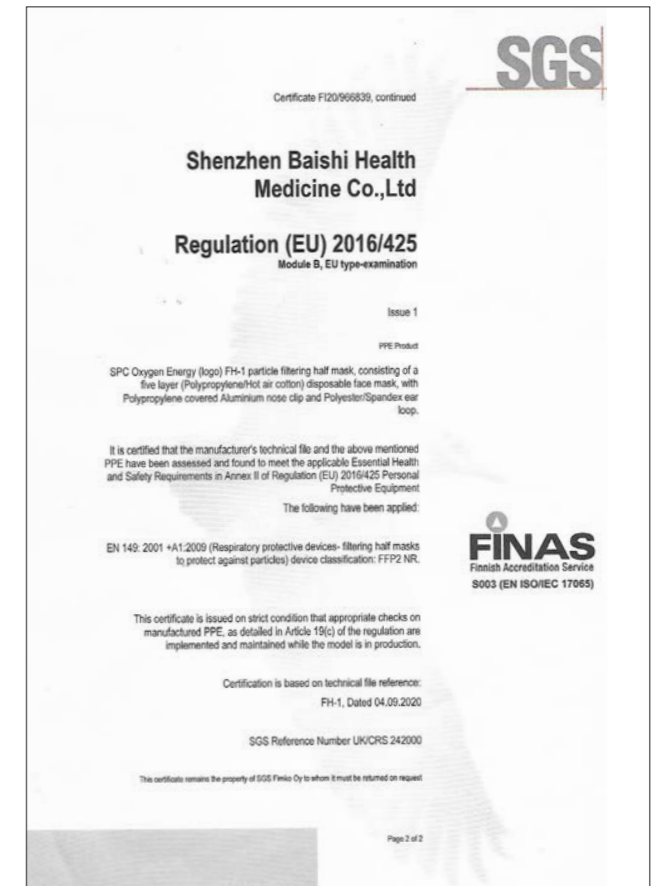 SGS
Certificate FI20/966839, continued
Shenzhen Baishi Health
Medicine Co.,Ltd
Regulation (EU) 2016/425
Module B, EU type-examination
Issue 1
PPE Product
SPC Oxygen Energy (logo) FH-1 particle filtering half mask, consisting of a
five layer (Polypropylene/Hot air cotton) disposable face mask, with
Polypropylene covered Aluminium nose clip and Polyester/Spandex ear
loop.
It is certified that the manufacturer's technical file and the above mentioned
PPE have been assessed and found to meet the applicable Essential Health
and Safety Requirements in Annex II of Regulation (EU) 2016/425 Personal
Protective Equipment
The following have been applied:
EN 149: 2001 +A1:2009 (Respiratory protective devices- filtering half masks
to protect against particles) device classification: FFP2 NR.
FINAS
Finnish Accreditation Service
S003 (EN ISO/IEC 17065)
This certificate is issued on strict condition that appropriate checks on
manufactured PPE, as detailed in Article 19(c) of the regulation are
implemented and maintained while the model is in production.
Certification is based on technical file reference:
FH-1, Dated 04.09.2020
SGS Reference Number UK/CRS 242000
This certificate remains the property of SGS Fimko Oy to whom it must be returned on request
Page 2 of 2